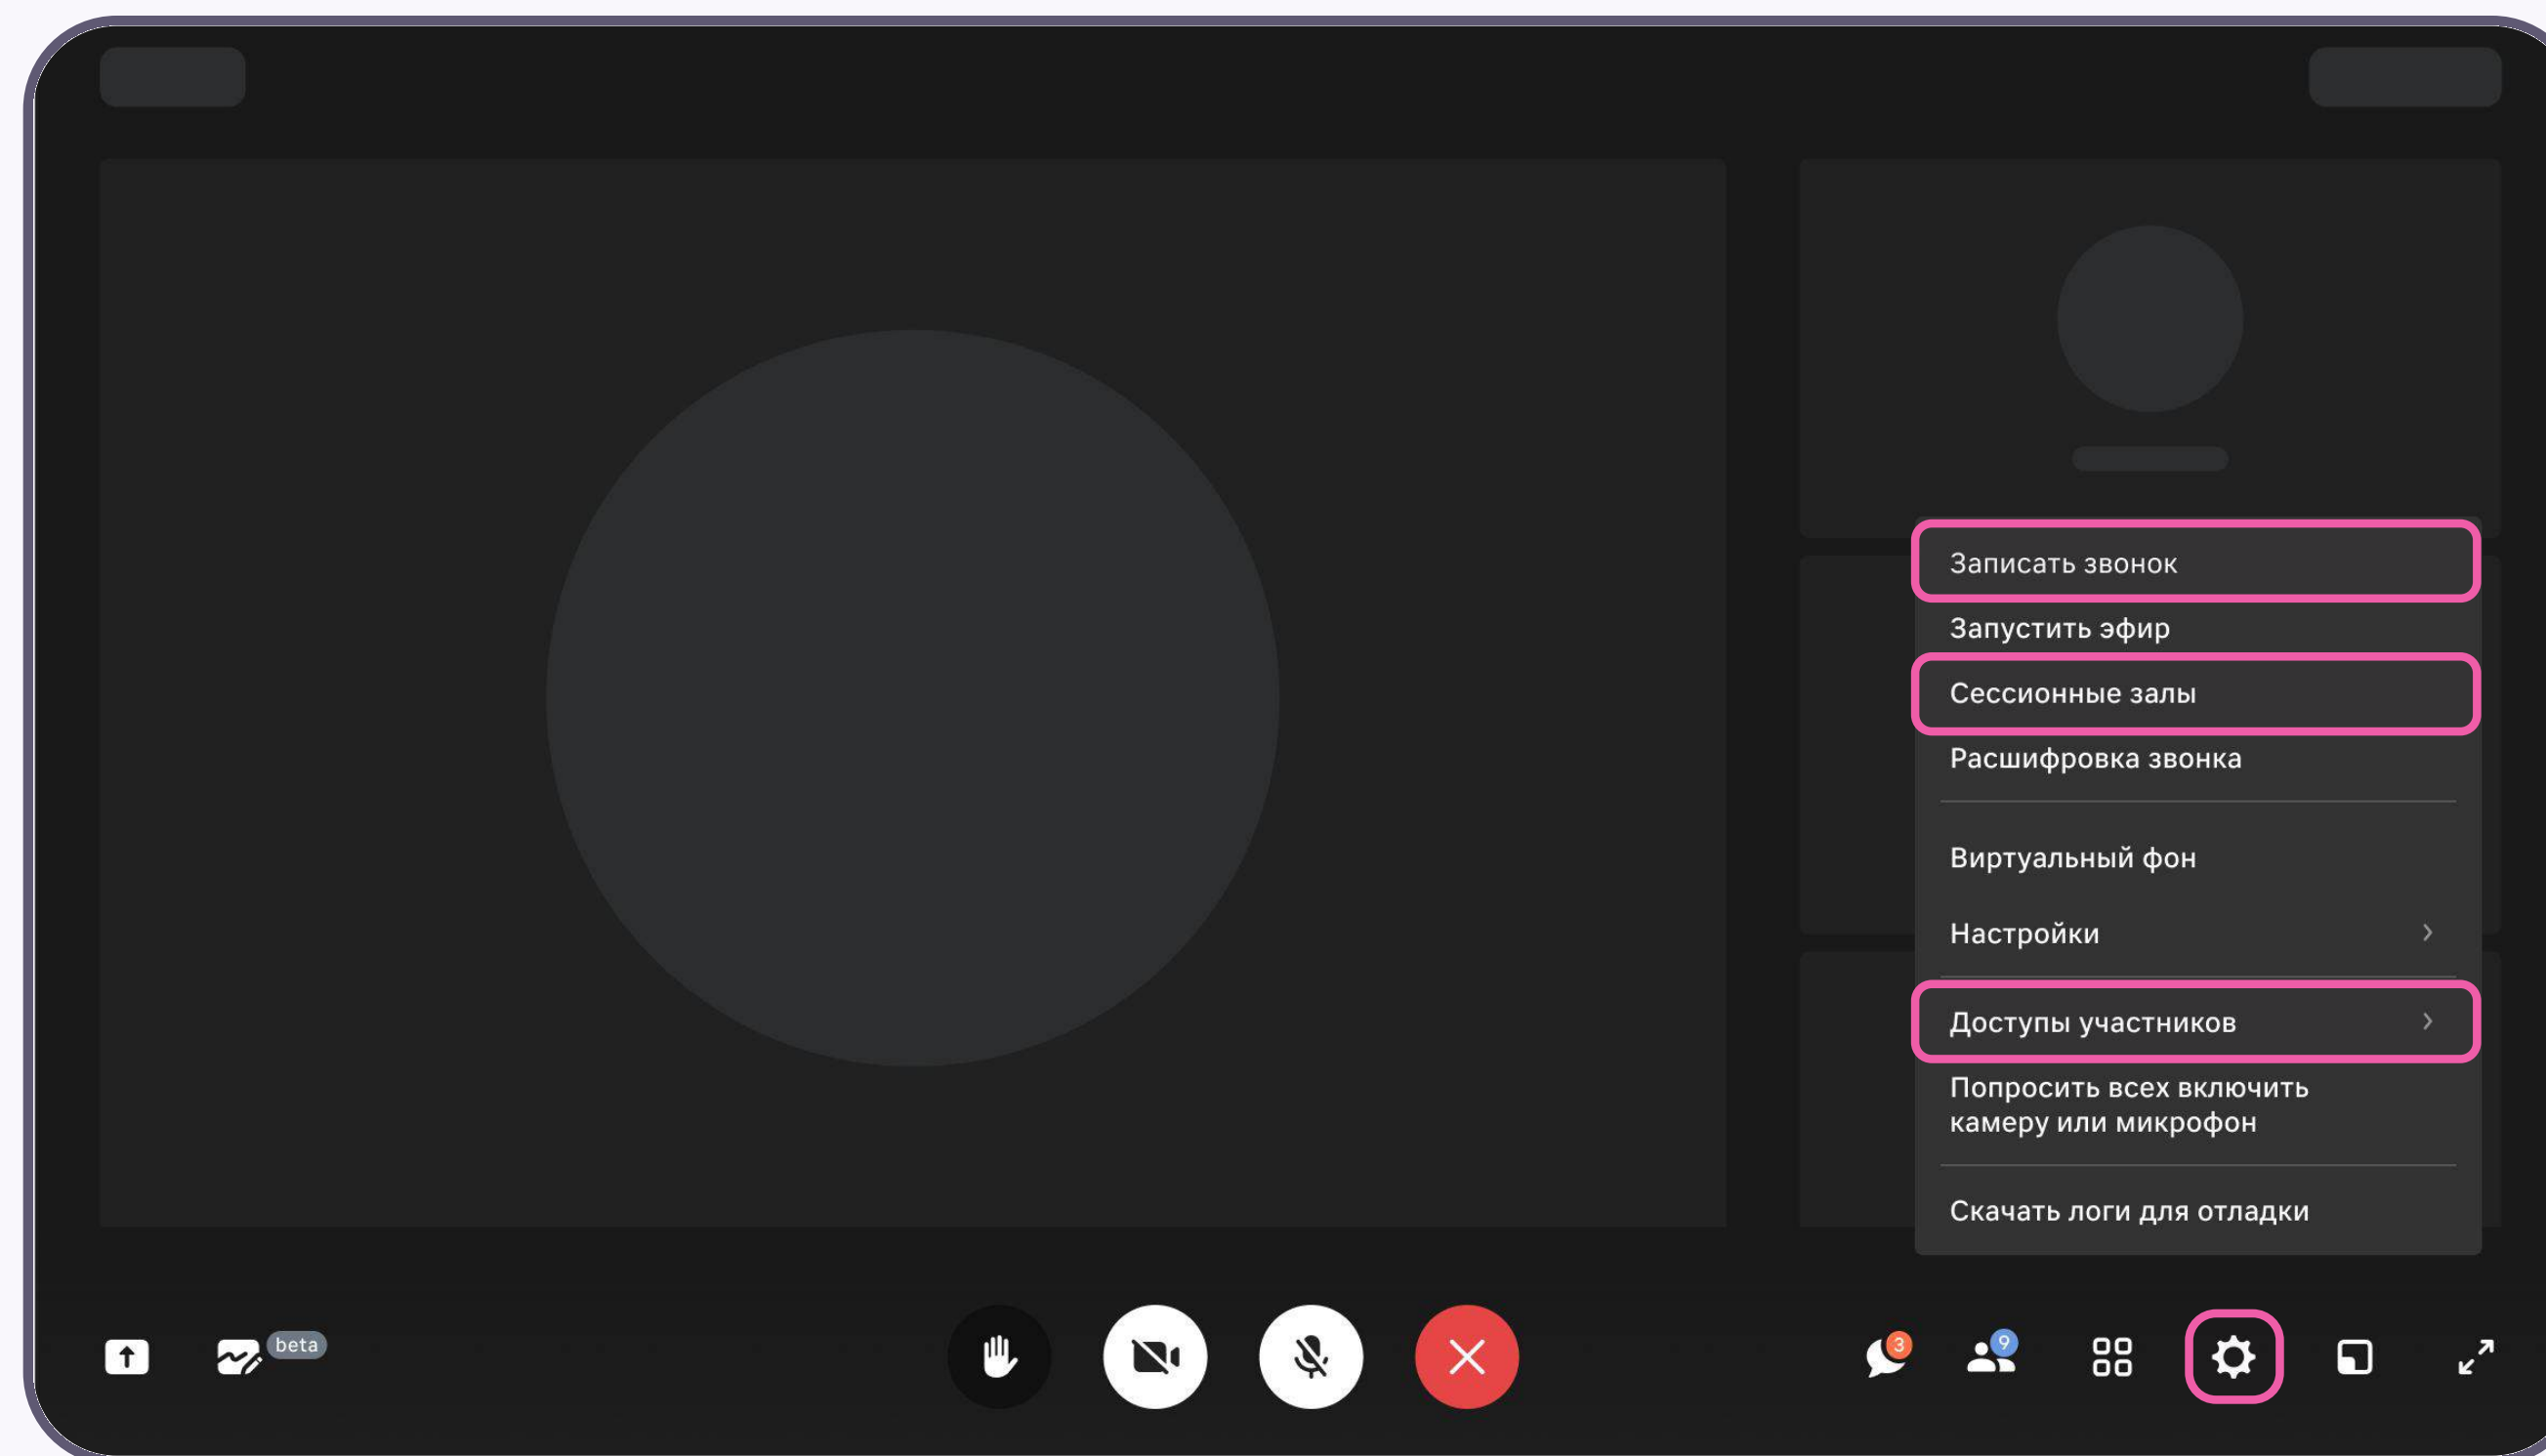 Записать звонок
Запустить эфир
Сессионные залы
Расшифровка звонка
Виртуальный фон
Настройки
Доступы участников
Попросить всех включить
камеру или микрофон
Скачать логи для отладки
beta
3
9